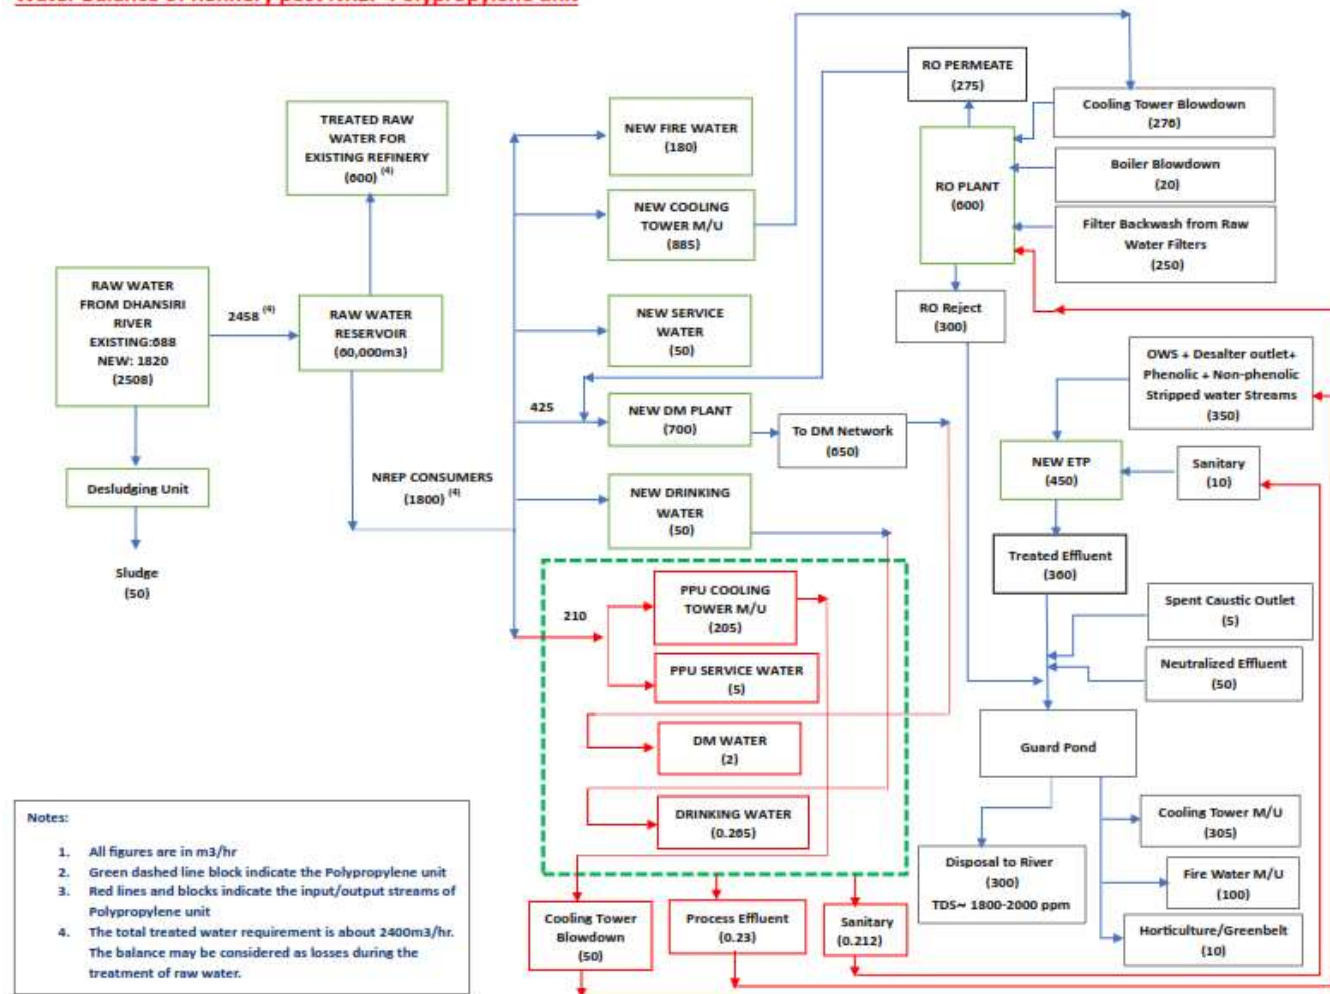 Water Balance of Refinery post NREP+Polypropylene unit
TREATED RAW
WATER FOR
EXISTING REFINERY
(600) (4)
RAW WATER
FROM DHANSIRI
RIVER
EXISTING:688
NEW: 1820
(2508)
2458 (4)
RAW WATER
RESERVOIR
(60,000m3)
Desludging Unit
Sludge
(50)
NREP CONSUMERS
(1800) (4)
NEW FIRE WATER
(180)
NEW COOLING
TOWER M/U
(885)
NEW SERVICE
WATER
(50)
425
NEW DM PLANT
(700)
To DM Network
(650)
NEW DRINKING
WATER
(50)
210
PPU COOLING
TOWER M/U
(205)
PPU SERVICE WATER
(5)
DM WATER
(2)
DRINKING WATER
(0.265)
Cooling Tower
Blowdown
(50)
Process Effluent
(0.23)
Sanitary
(0.212)
RO PERMEATE
(275)
RO PLANT
(600)
RO Reject
(300)
Cooling Tower Blowdown
(276)
Boiler Blowdown
(20)
Filter Backwash from Raw
Water Filters
(250)
OWS + Desalter outlet+
Phenolic + Non-phenolic
Stripped water Streams
(350)
NEW ETP
(450)
Sanitary
(10)
Treated Effluent
(360)
Spent Caustic Outlet
(5)
Neutralized Effluent
(50)
Guard Pond
Disposal to River
(300)
TDS~ 1800-2000 ppm
Cooling Tower M/U
(305)
Fire Water M/U
(100)
Horticulture/Greenbelt
(10)
Notes:
1. All figures are in m3/hr
2. Green dashed line block indicate the Polypropylene unit
3. Red lines and blocks indicate the input/output streams of
Polypropylene unit
4. The total treated water requirement is about 2400m3/hr.
The balance may be considered as losses during the
treatment of raw water.